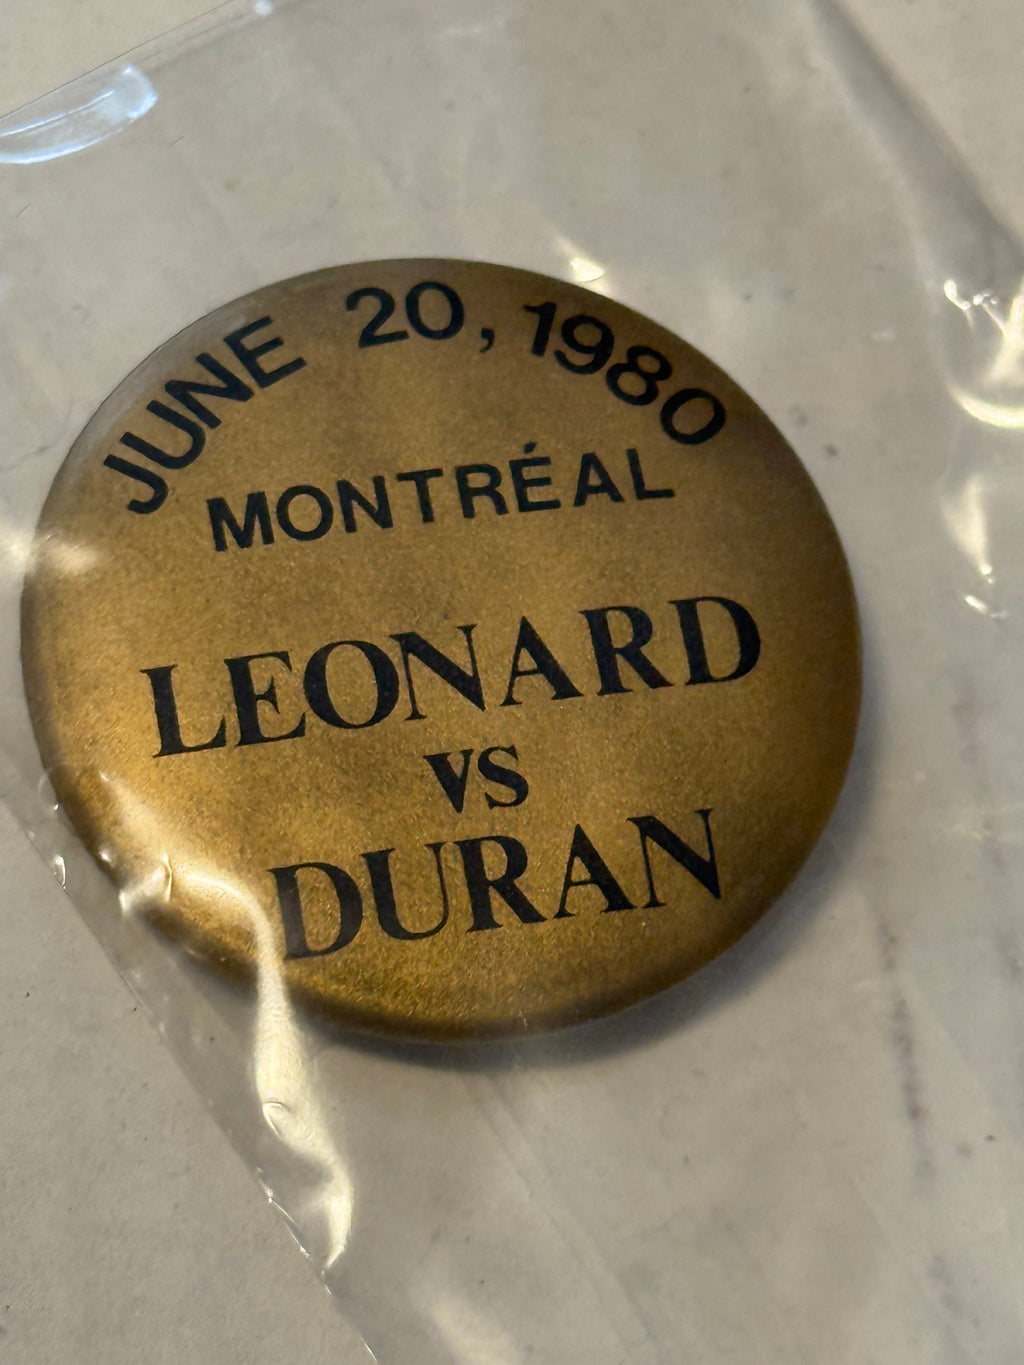 JUNE 20, 1980
MONTRÉAL
LEONARD
VS
DURAN